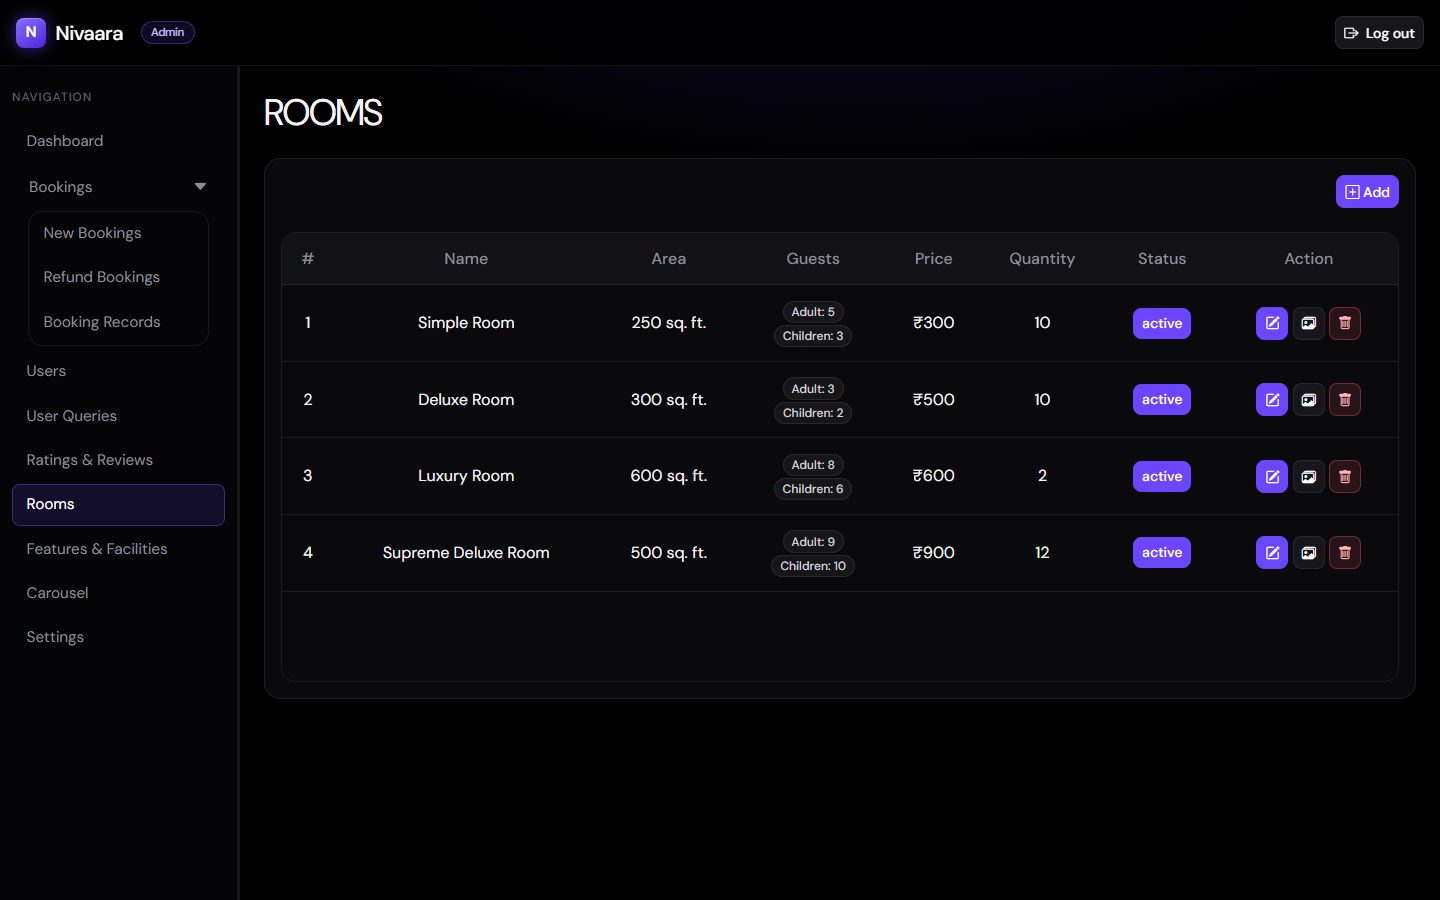 N Nivaara Admin
Log out
NAVIGATION
Dashboard
Bookings
New Bookings
Refund Bookings
Booking Records
Users
User Queries
Ratings & Reviews
Rooms
Features & Facilities
Carousel
Settings
ROOMS
Add
# Name Area Guests Price Quantity Status Action
1 Simple Room 250 sq. ft. Adult: 5 Children: 3 ₹300 10 active
2 Deluxe Room 300 sq. ft. Adult: 3 Children: 2 ₹500 10 active
3 Luxury Room 600 sq. ft. Adult: 8 Children: 6 ₹600 2 active
4 Supreme Deluxe Room 500 sq. ft. Adult: 9 Children: 10 ₹900 12 active